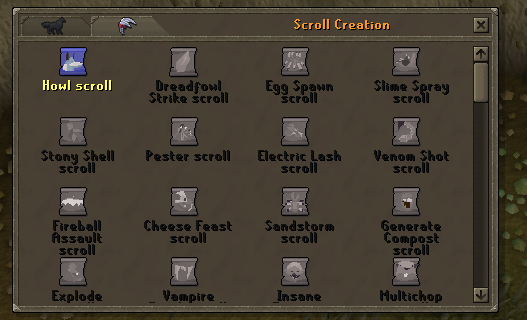 Scroll Creation
Howl scroll
Dreadfowl
Strike scroll
Egg Spawn
scroll
Slime Spray
scroll
Stony Shell
scroll
Pester scroll
Electric Lash
scroll
Venom Shot
scroll
Fireball
Assault
scroll
Cheese Feast
scroll
Sandstorm
scroll
Generate
Compost
scroll
Explode
Vampire
Insane
Multichop